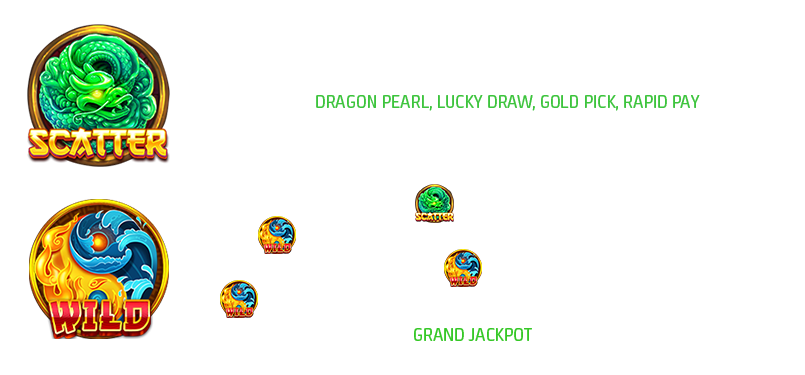 SCATTER
DRAGON PEARL, LUCKY DRAW, GOLD PICK, RAPID PAY
SCATTER
WILD
WILD
WILD
WILD
GRAND JACKPOT